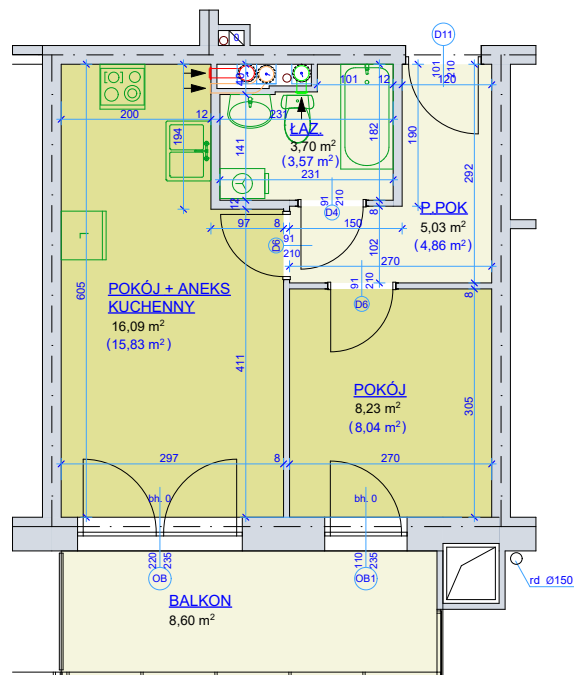 0
D11
101
210
40
101
12
120
200
12
231
ŁAZ.
3,70 m²
(3,57 m²)
182
190
194
141
231
292
12
91
210
D4
8
P.POK
5,03 m²
(4,86 m²)
97
8
150
D6
91
210
102
270
91
210
D6
8
605
POKÓJ + ANEKS
KUCHENNY
16,09 m²
(15,83 m²)
411
POKÓJ
8,23 m²
(8,04 m²)
305
297
8
270
bh. 0
bh. 0
220
235
OB
110
235
OB1
rd Ø150
BALKON
8,60 m²